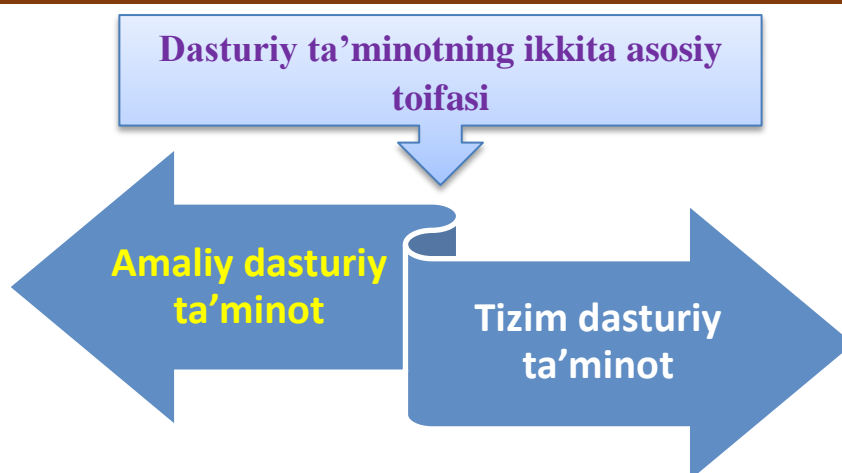 Dasturiy ta’minotning ikkita asosiy
toifasi
Amaliy dasturiy
ta’minot
Tizim dasturiy
ta’minot